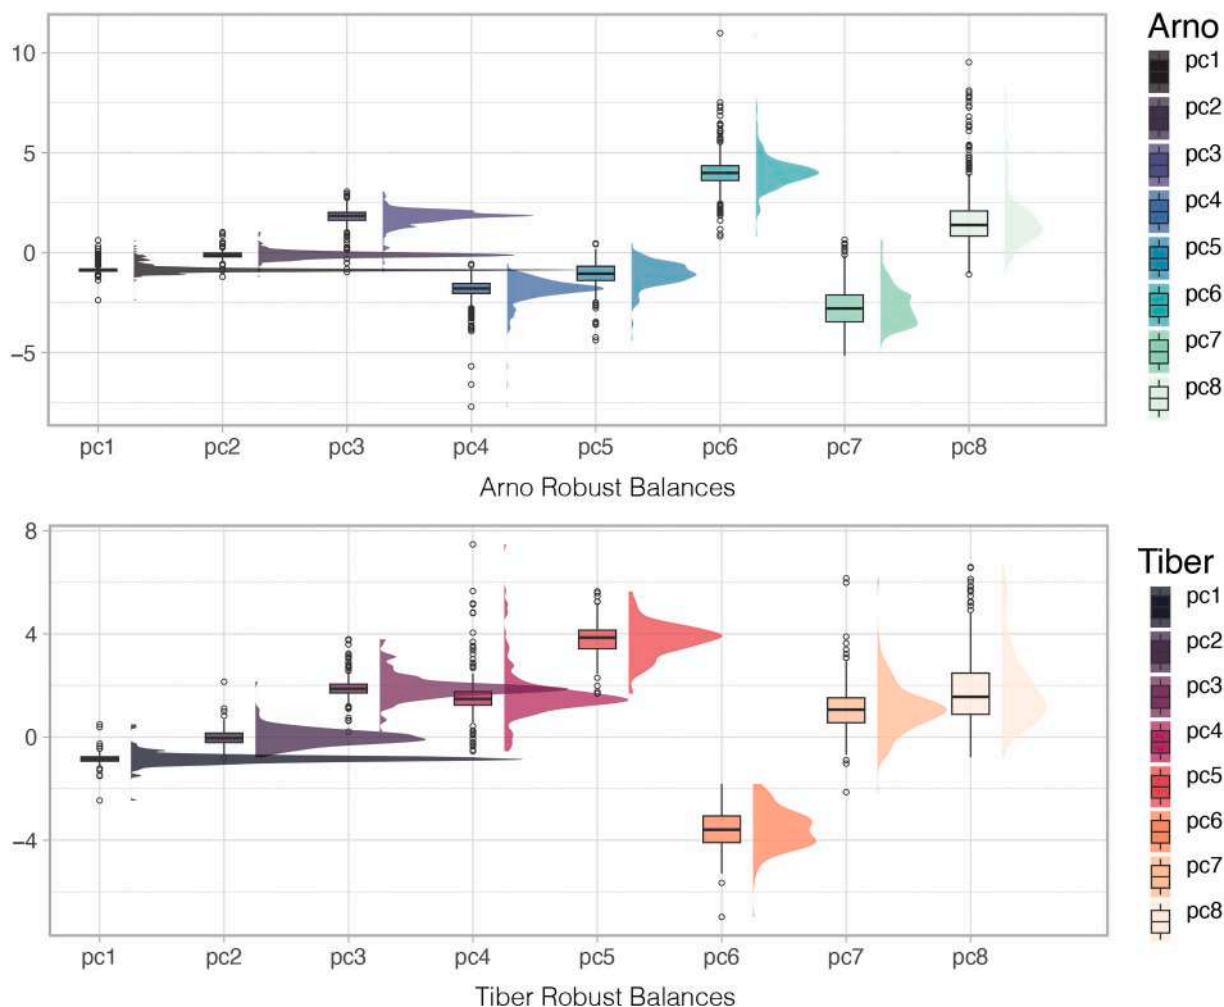 Arno
10
5
0
−5
pc1
pc2
pc3
pc4
pc5
pc6
pc7
pc8
pc1 pc2 pc3 pc4 pc5 pc6 pc7 pc8
Arno Robust Balances
Tiber
8
4
0
−4
pc1
pc2
pc3
pc4
pc5
pc6
pc7
pc8
pc1 pc2 pc3 pc4 pc5 pc6 pc7 pc8
Tiber Robust Balances